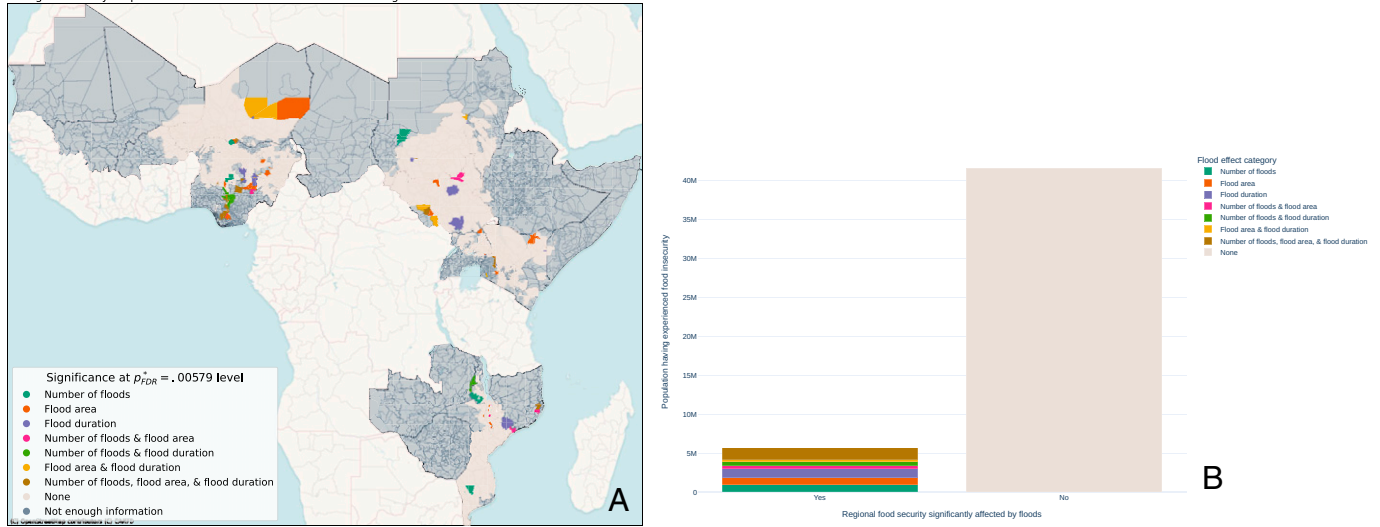 Significance at p*FDR = .00579 level
Number of floods
Flood area
Flood duration
Number of floods & flood area
Number of floods & flood duration
Flood area & flood duration
Number of floods, flood area, & flood duration
None
Not enough information
A
Population having experienced food insecurity
40M
35M
30M
25M
20M
15M
10M
5M
0
Yes
No
Regional food security significantly affected by floods
Flood effect category
Number of floods
Flood area
Flood duration
Number of floods & flood area
Number of floods & flood duration
Flood area & flood duration
Number of floods, flood area, & flood duration
None
B